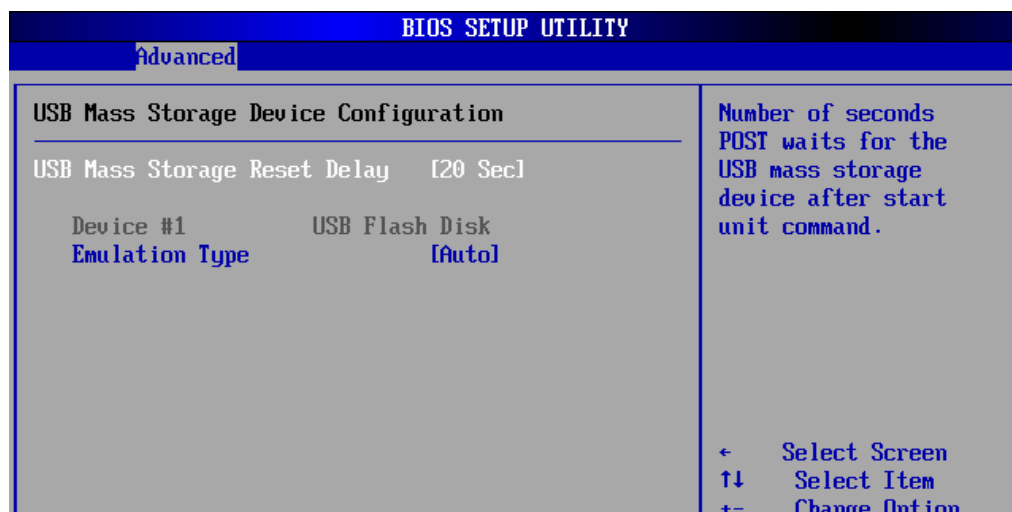 BIOS SETUP UTILITY
Advanced
USB Mass Storage Device Configuration
USB Mass Storage Reset Delay [20 Sec]
Device #1 USB Flash Disk
Emulation Type [Auto]
Number of seconds
POST waits for the
USB mass storage
device after start
unit command.
← Select Screen
↑↓ Select Item
+- Change Option